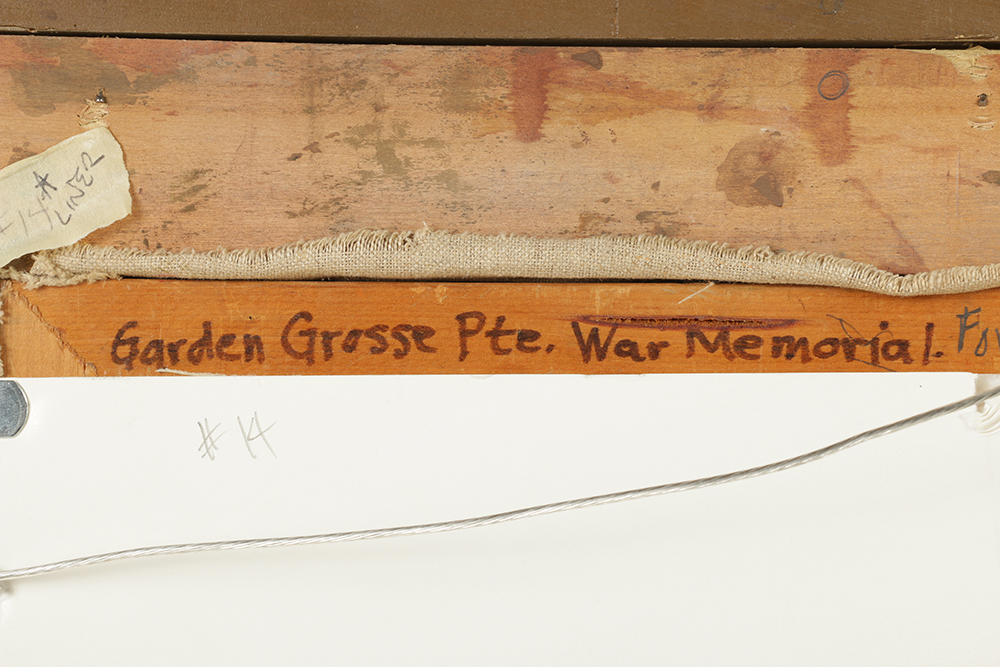 #14*
LINER
Garden Grosse Pte. War Memorial.
# 14